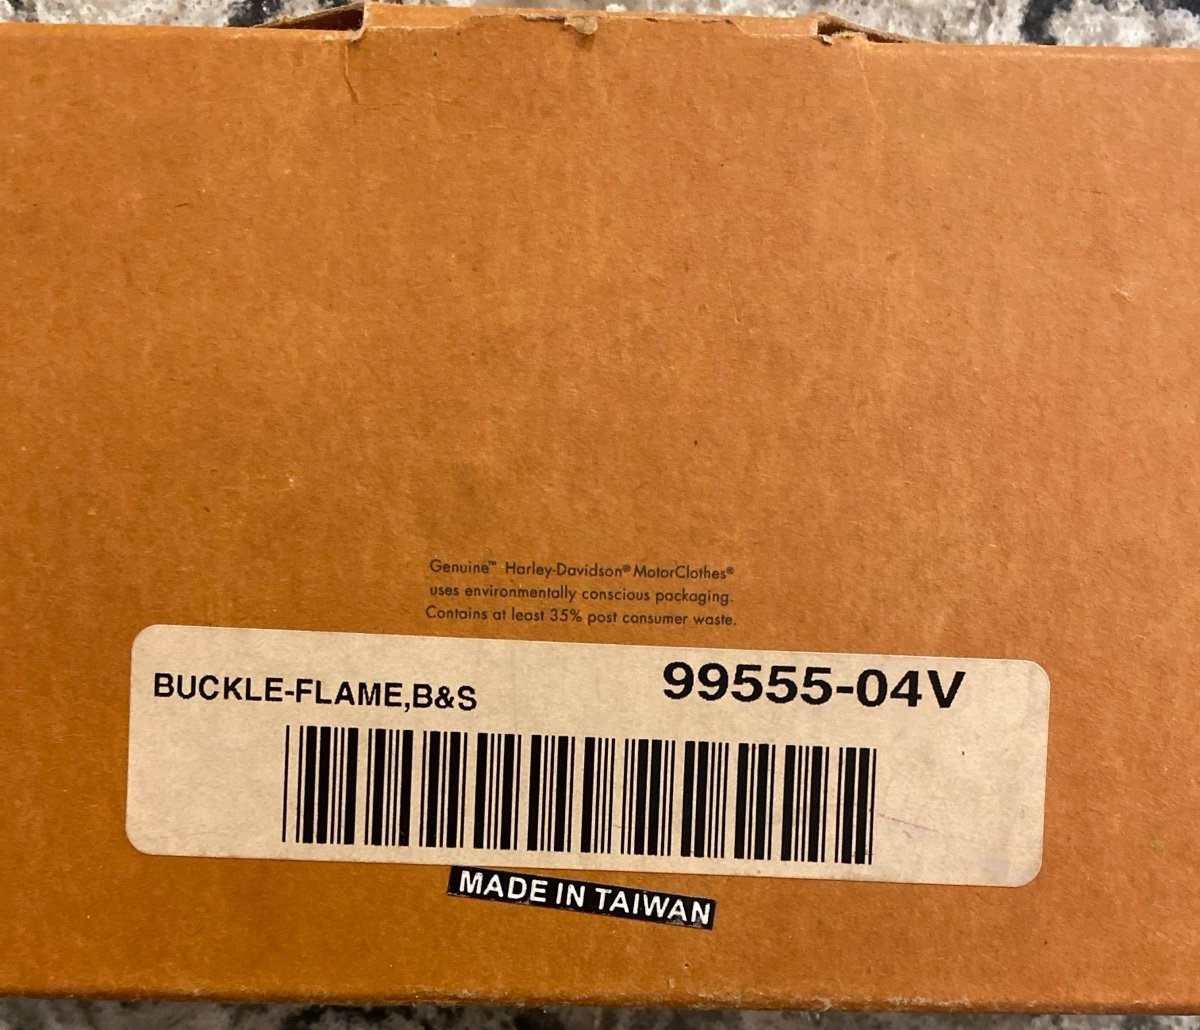 Genuine™ Harley-Davidson® MotorClothes®
uses environmentally conscious packaging.
Contains at least 35% post consumer waste.
BUCKLE-FLAME,B&S 99555-04V
MADE IN TAIWAN